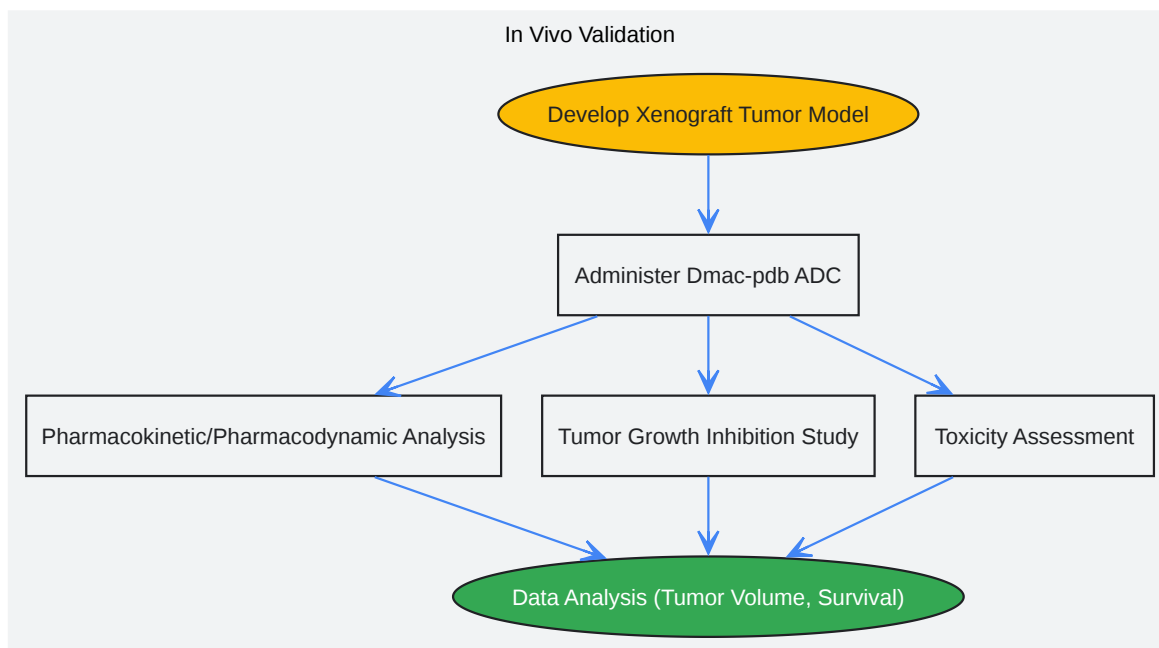 In Vivo Validation
Develop Xenograft Tumor Model
Administer Dmac-pdb ADC
Pharmacokinetic/Pharmacodynamic Analysis
Tumor Growth Inhibition Study
Toxicity Assessment
Data Analysis (Tumor Volume, Survival)